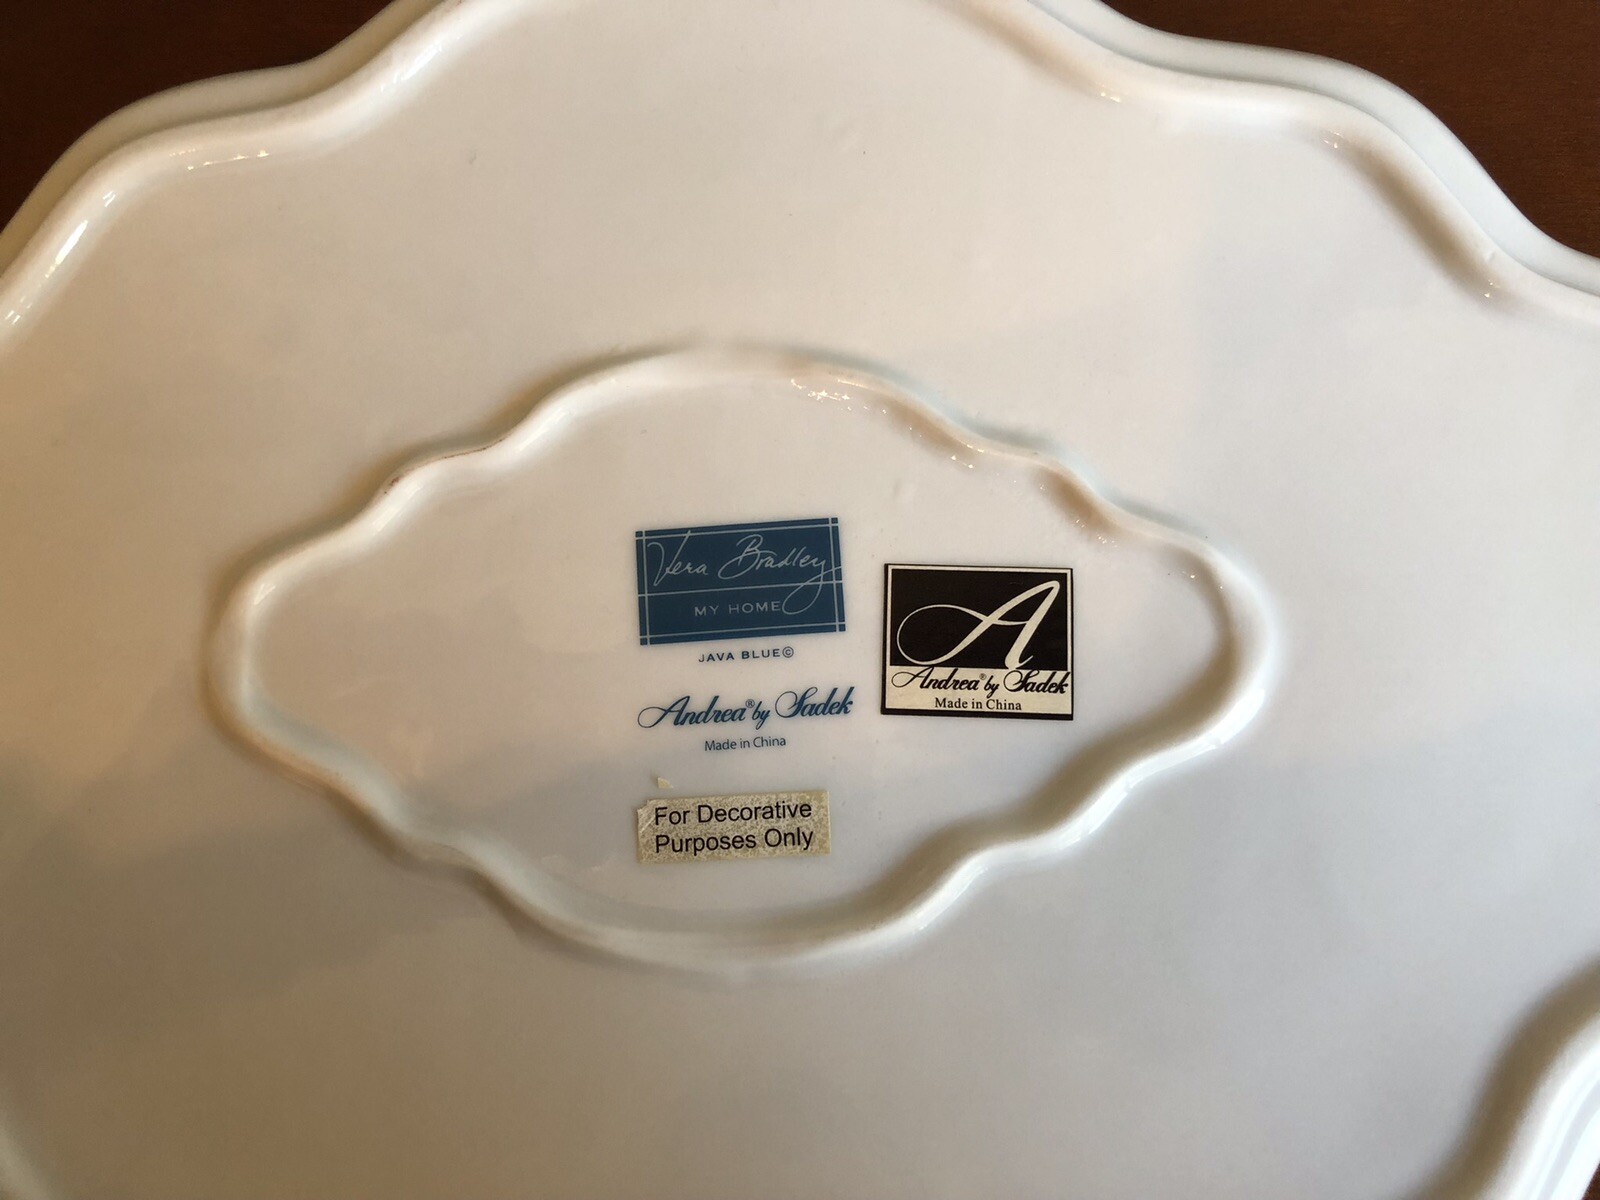 Vera Bradley
MY HOME
JAVA BLUE©
Andrea® by Sadek
Made in China
For Decorative
Purposes Only
A
Andrea® by Sadek
Made in China